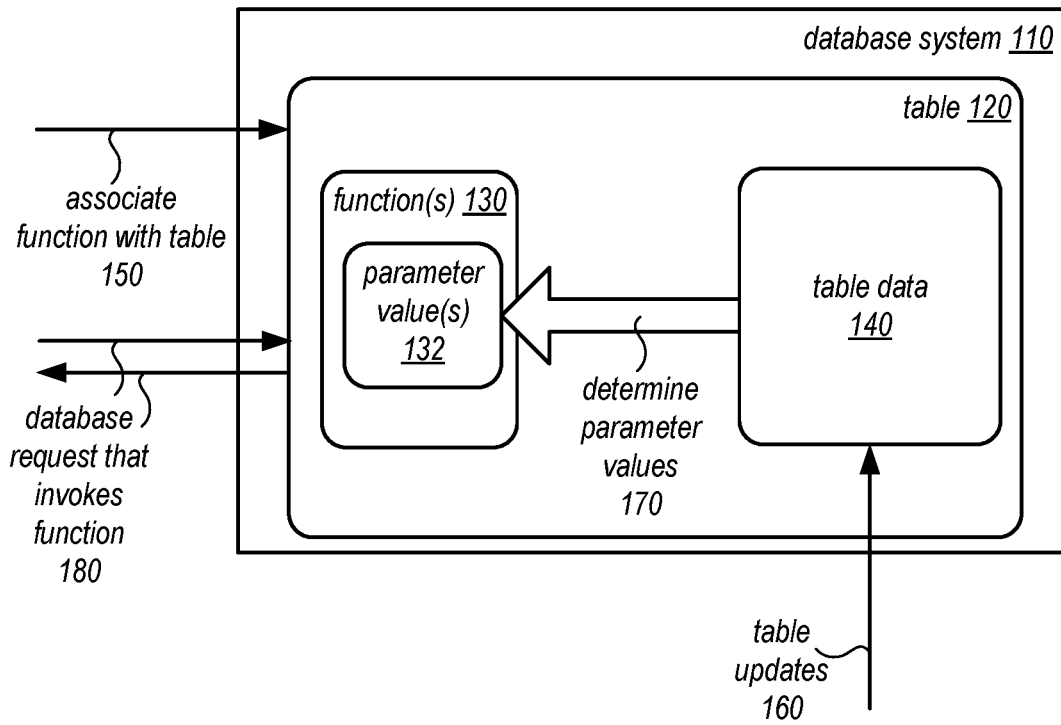 database system 110
table 120
associate
function with table
150
function(s) 130
parameter
value(s)
132
table data
140
determine
parameter
values
170
database
request that
invokes
function
180
table
updates
160